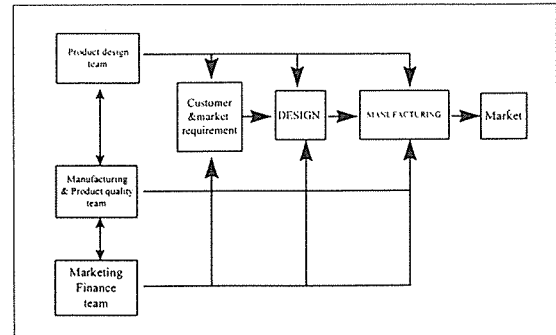 Product design
team
Customer
&market
requirement
DESIGN
MANUFACTURING
Market
Manufacturing
& Product quality
team
Marketing
Finance
team